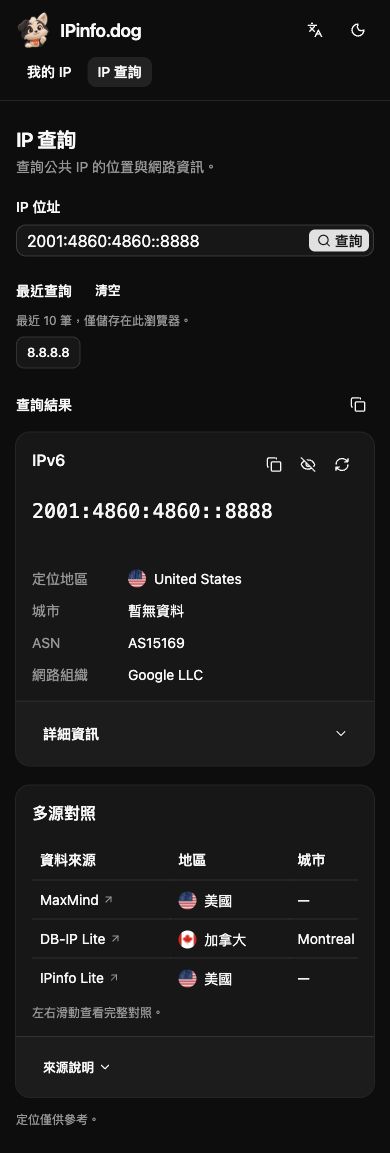 IPinfo.dog
我的 IP
IP 查詢
IP 查詢
查詢公共 IP 的位置與網路資訊。
IP 位址
2001:4860:4860::8888
查詢
最近查詢
清空
最近 10 筆，僅儲存在此瀏覽器。
8.8.8.8
查詢結果
IPv6
2001:4860:4860::8888
定位地區 United States
城市 暫無資料
ASN AS15169
網路組織 Google LLC
詳細資訊
多源對照
資料來源 地區 城市
MaxMind ↗ 美國 —
DB-IP Lite ↗ 加拿大 Montreal
IPinfo Lite ↗ 美國 —
左右滑動查看完整對照。
來源說明
定位僅供參考。